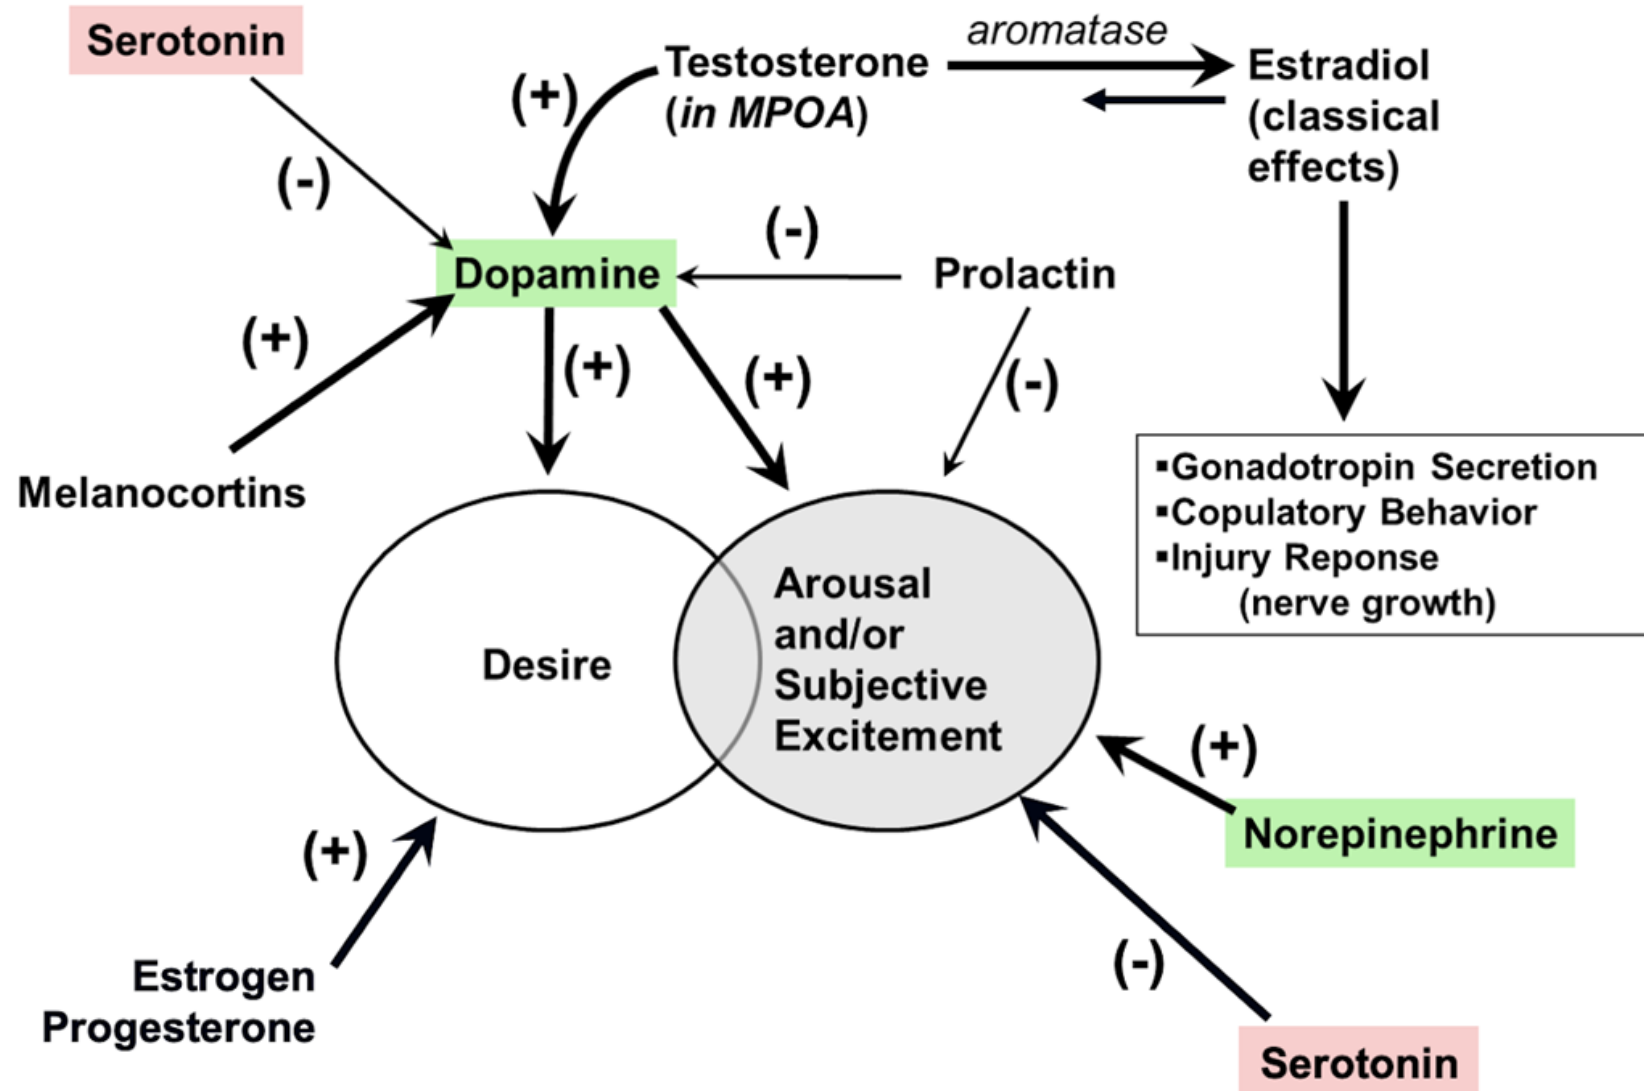 Serotonin
aromatase
Testosterone
(in MPOA)
Estradiol
(classical
effects)
(+)
(-)
(-)
Dopamine
Prolactin
(+)
(+)
(+)
(-)
Melanocortins
▪Gonadotropin Secretion
▪Copulatory Behavior
▪Injury Reponse
(nerve growth)
Desire
Arousal
and/or
Subjective
Excitement
(+)
Norepinephrine
(+)
Estrogen
Progesterone
(-)
Serotonin